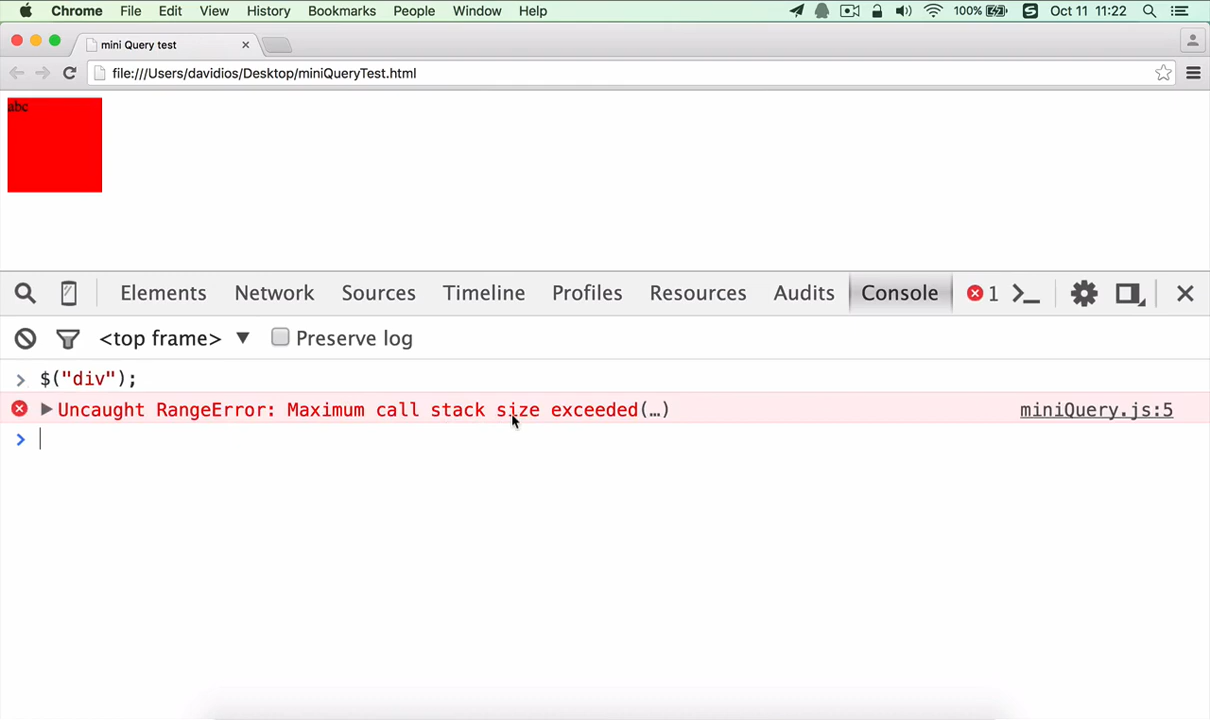 Chrome File Edit View History Bookmarks People Window Help 100% Oct 11 11:22
mini Query test
file:///Users/davidios/Desktop/miniQueryTest.html
abc
Elements Network Sources Timeline Profiles Resources Audits Console 1
<top frame> Preserve log
$("div");
Uncaught RangeError: Maximum call stack size exceeded(…) miniQuery.js:5